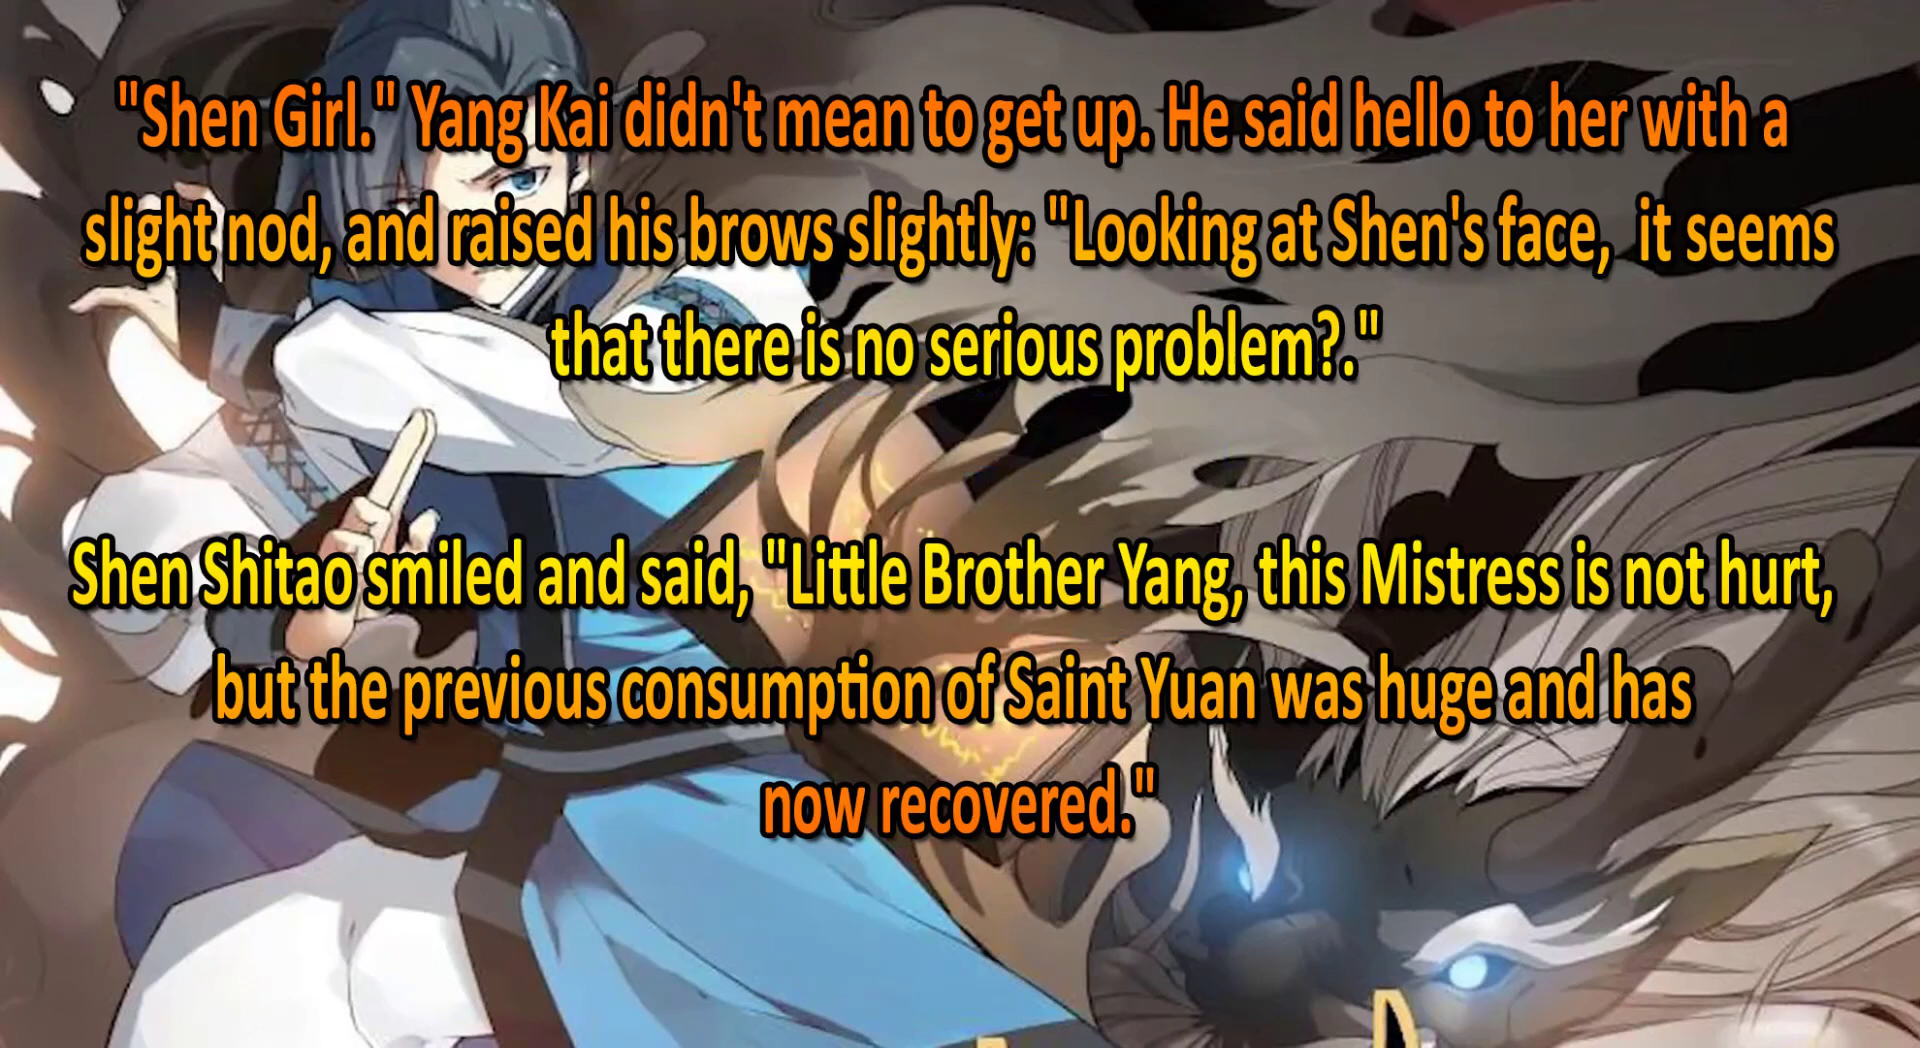 "Shen Girl." Yang Kai didn't mean to get up. He said hello to her with a
slight nod, and raised his brows slightly: "Looking at Shen's face,  it seems
that there is no serious problem?."
Shen Shitao smiled and said, "Little Brother Yang, this Mistress is not hurt,
but the previous consumption of Saint Yuan was huge and has
now recovered."